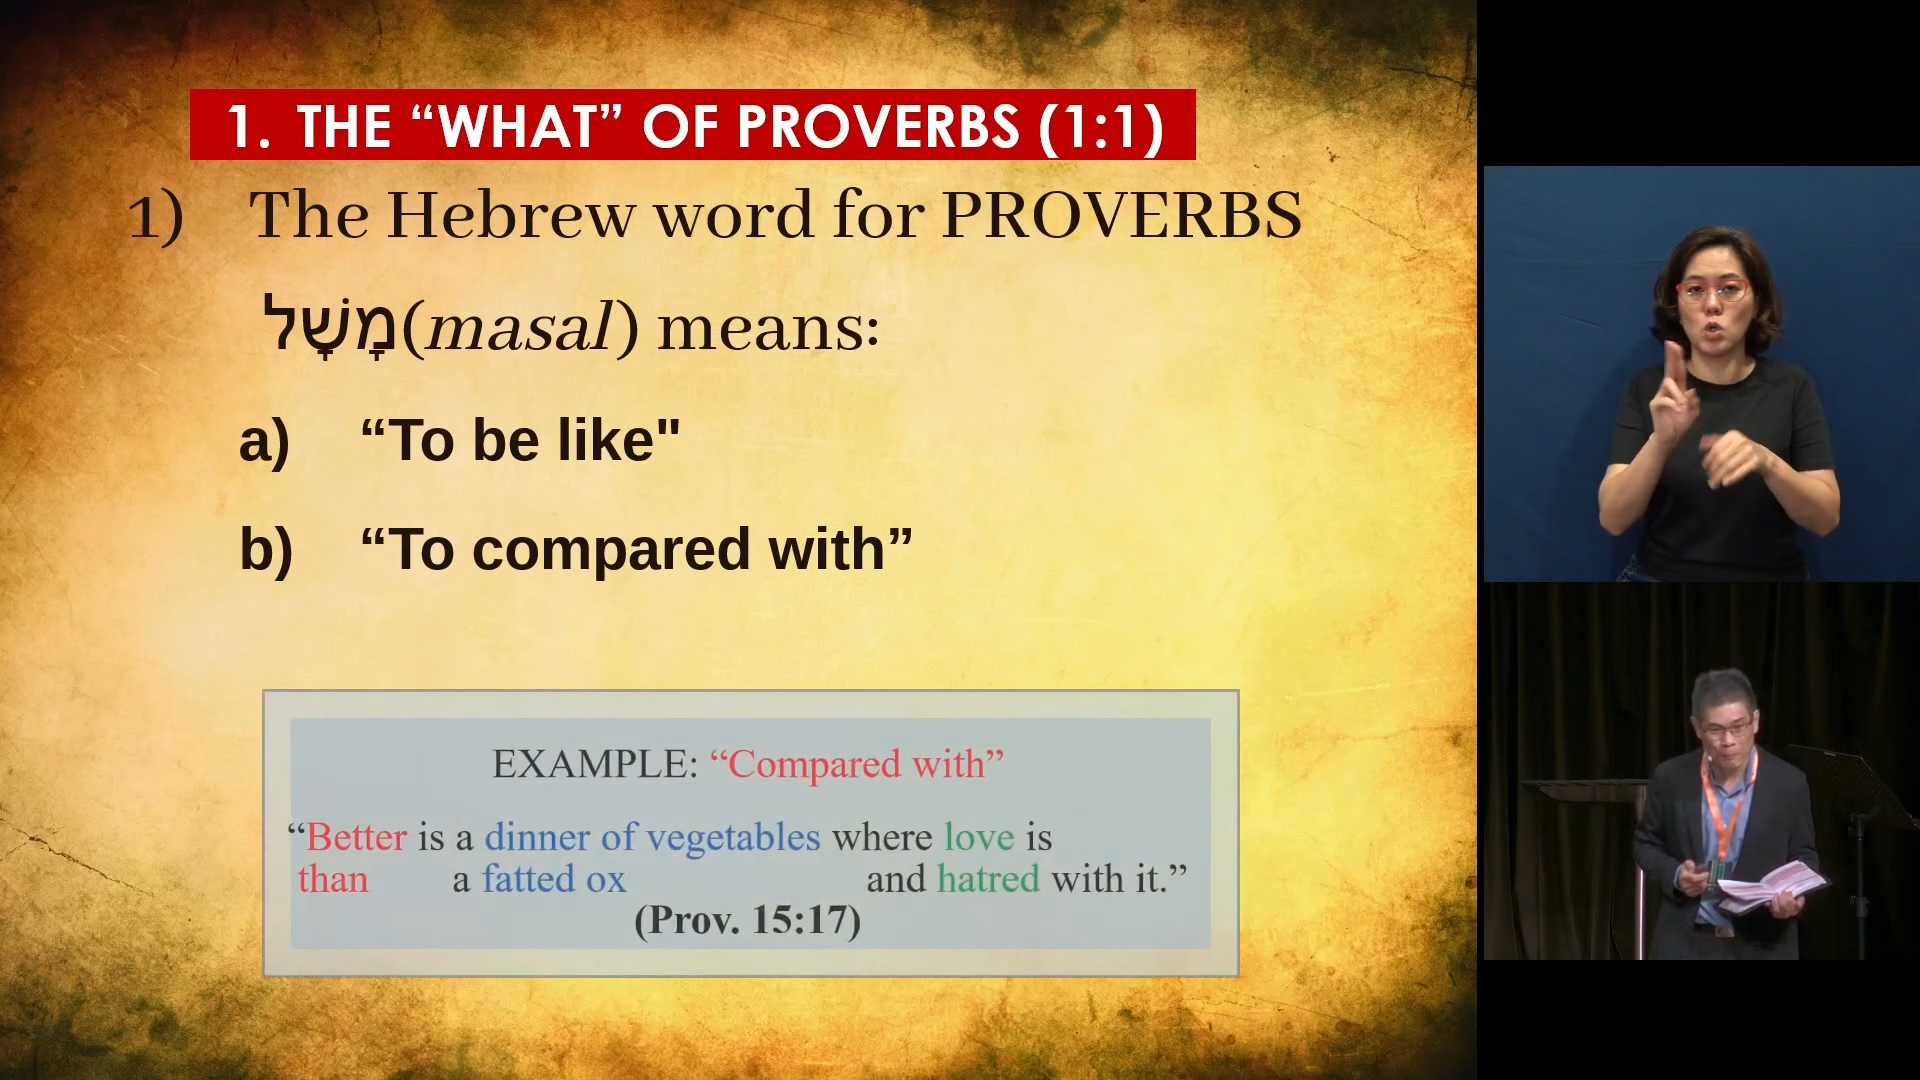 1. THE “WHAT” OF PROVERBS (1:1)
1) The Hebrew word for PROVERBS
מָשָׁל(masal) means:
a) “To be like"
b) “To compared with”
EXAMPLE: “Compared with”
“Better is a dinner of vegetables where love is
than a fatted ox and hatred with it.”
(Prov. 15:17)